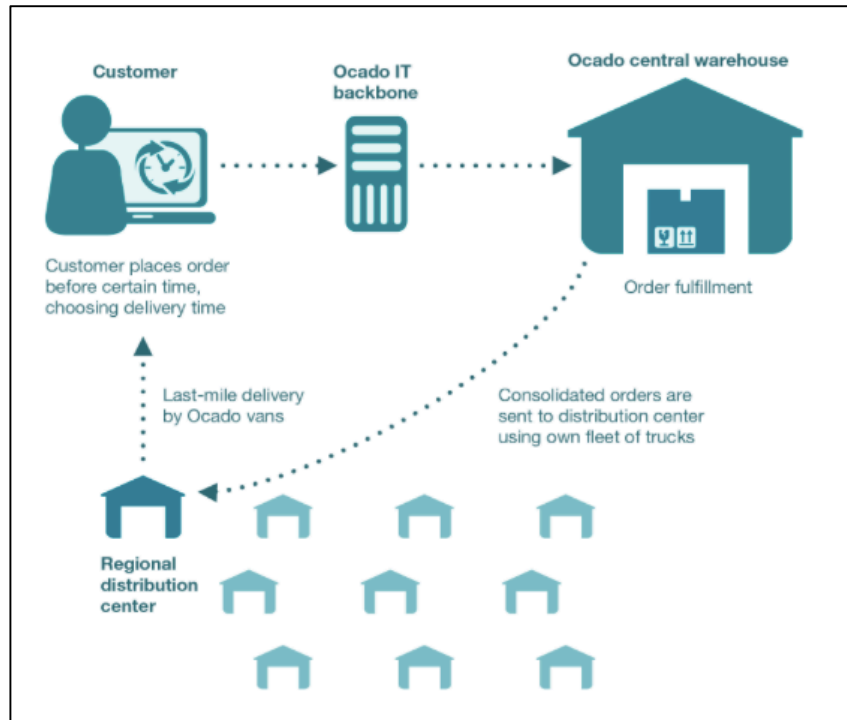 Customer
Ocado IT
backbone
Ocado central warehouse
Customer places order
before certain time,
choosing delivery time
Order fulfillment
Last-mile delivery
by Ocado vans
Consolidated orders are
sent to distribution center
using own fleet of trucks
Regional
distribution
center